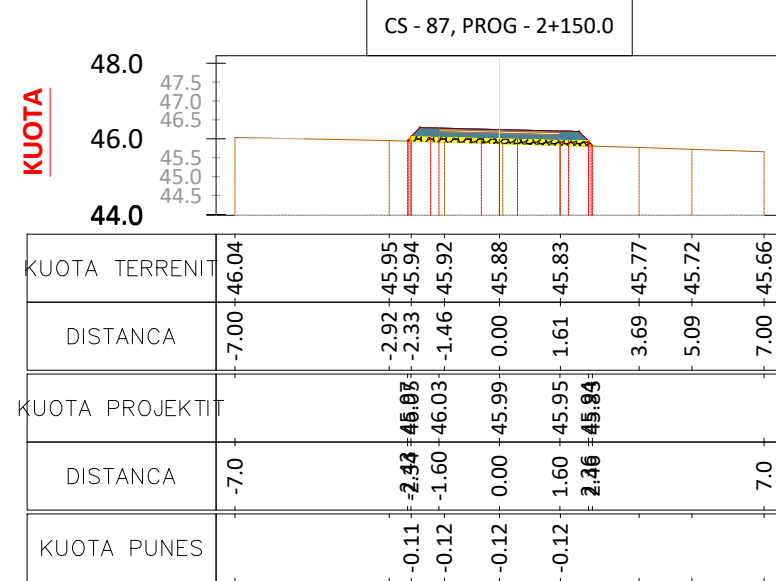 CS - 87, PROG - 2+150.0
KUOTA
48.0
47.5
47.0
46.5
46.0
45.5
45.0
44.5
44.0
KUOTA TERRENIT 46.04 45.95 45.94 45.92 45.88 45.83 45.77 45.72 45.66
DISTANCA -7.00 -2.92 -2.33 -1.46 0.00 1.61 3.69 5.09 7.00
KUOTA PROJEKTIT 46.03 45.99 45.95
DISTANCA -7.0 -1.60 0.00 1.60 7.0
KUOTA PUNES -0.11 -0.12 -0.12 -0.12